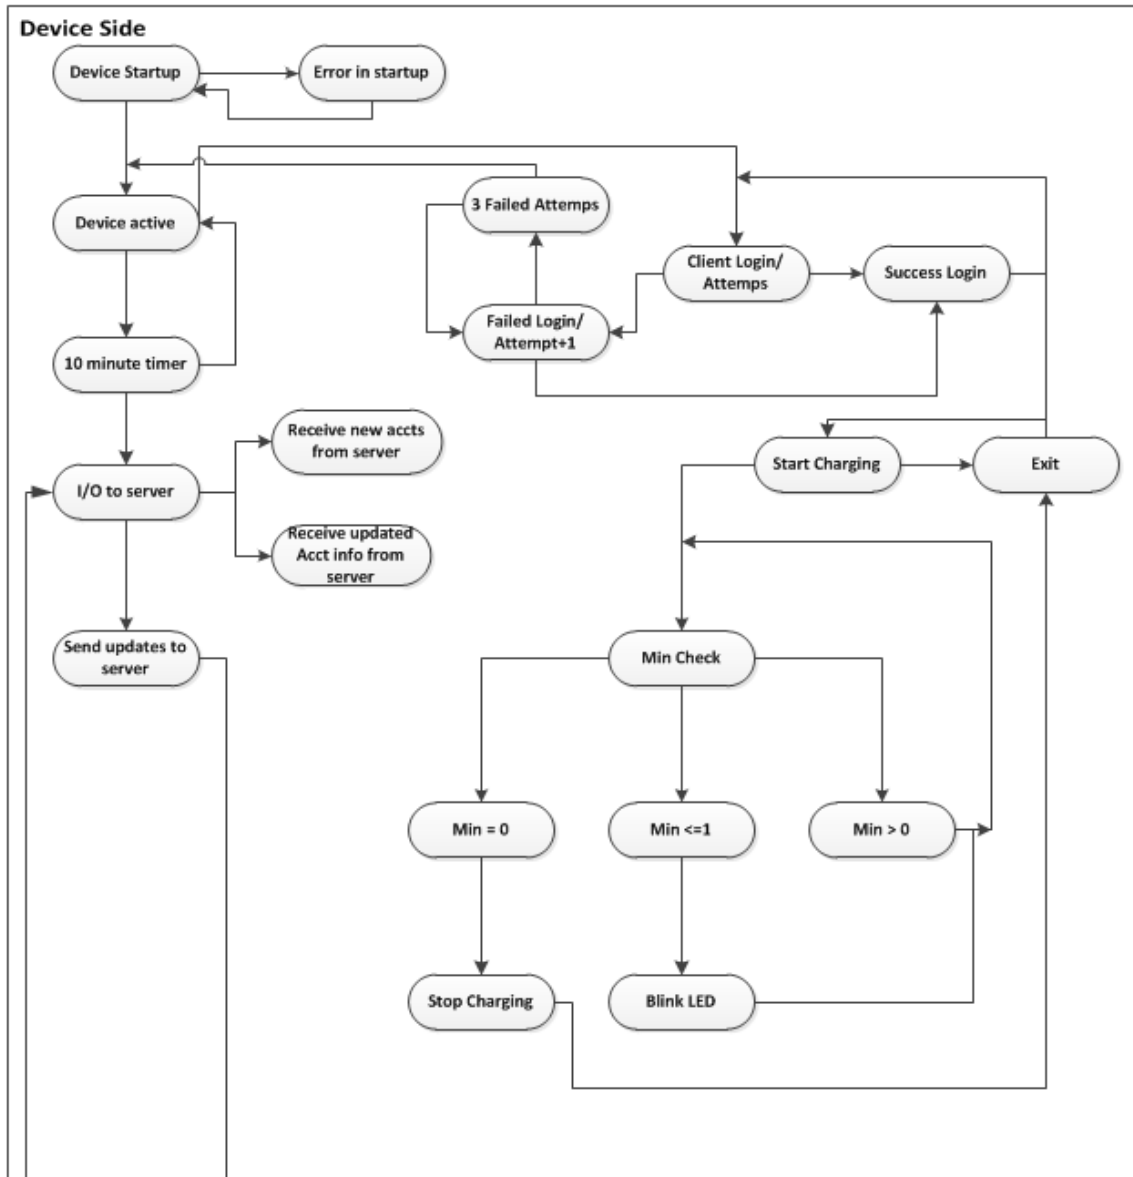 Device Side
Device Startup
Error in startup
Device active
3 Failed Attemps
Client Login/
Attemps
Success Login
Failed Login/
Attempt+1
10 minute timer
Receive new accts
from server
Start Charging
Exit
I/O to server
Receive updated
Acct info from
server
Send updates to
server
Min Check
Min = 0
Min <=1
Min > 0
Stop Charging
Blink LED